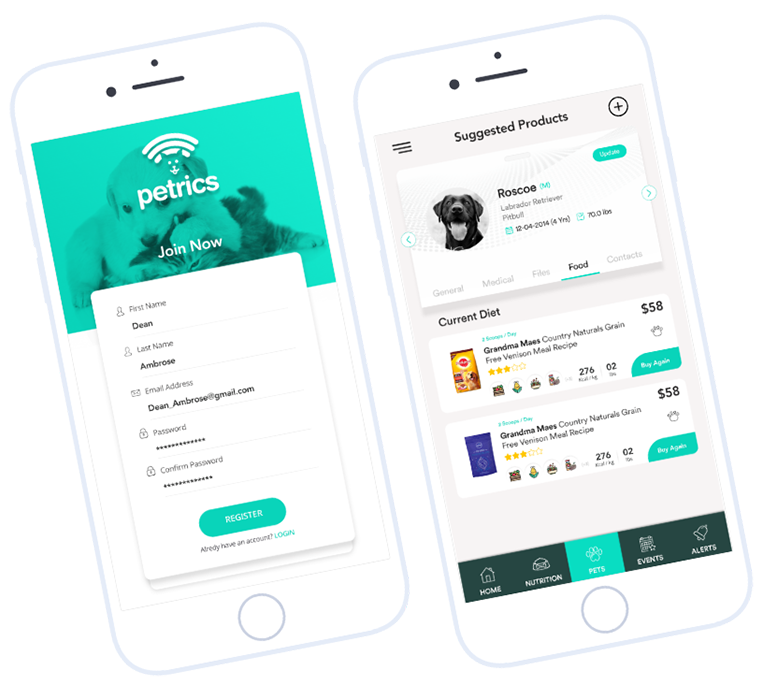 petrics
Join Now
First Name
Dean
Last Name
Ambrose
Email Address
Dean_Ambrose@gmail.com
Password
*************
Confirm Password
*************
REGISTER
Alredy have an account? LOGIN
Suggested Products
Update
Roscoe (M)
Labrador Retriever
Pitbull
12-04-2014 (4 Yrs) 70.0 lbs
General Medical Files Food Contacts
Current Diet
$58
Scoops / Day
Grandma Maes Country Naturals Grain
Free Venison Meal Recipe
276 02
kcal / kg lbs
Buy Again
$58
Scoops / Day
Grandma Maes Country Naturals Grain
Free Venison Meal Recipe
276 02
kcal / kg lbs
Buy Again
HOME NUTRITION PETS EVENTS ALERTS